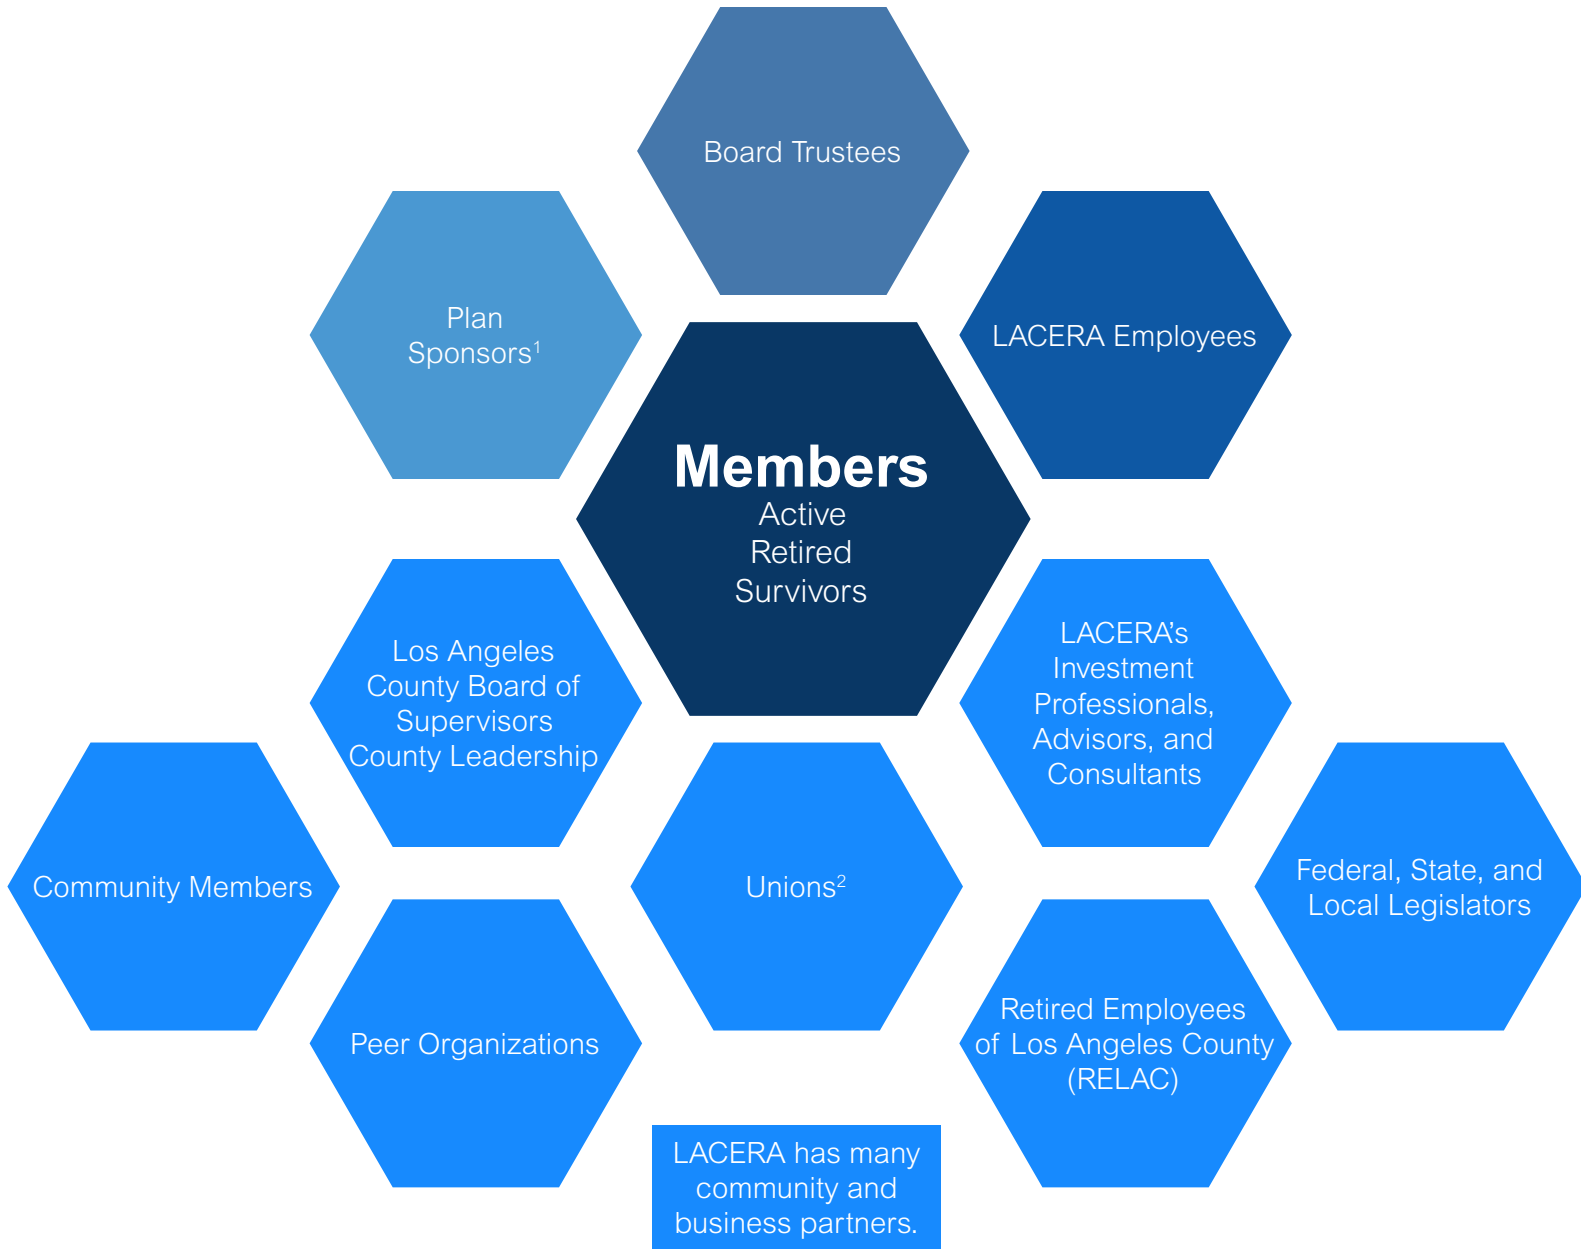 Board Trustees
Plan
Sponsors¹
LACERA Employees
Members
Active
Retired
Survivors
Los Angeles
County Board of
Supervisors
County Leadership
LACERA’s
Investment
Professionals,
Advisors, and
Consultants
Community Members
Unions²
Federal, State, and
Local Legislators
Peer Organizations
Retired Employees
of Los Angeles County
(RELAC)
LACERA has many
community and
business partners.